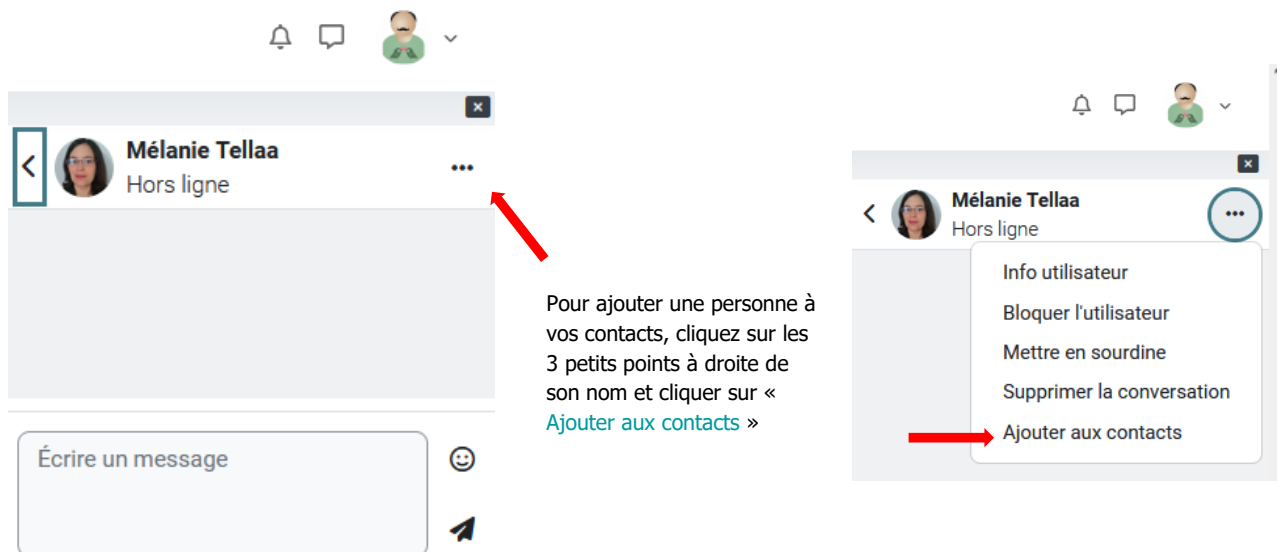 Mélanie Tellaa
Hors ligne
Écrire un message
Pour ajouter une personne à
vos contacts, cliquez sur les
3 petits points à droite de
son nom et cliquer sur «
Ajouter aux contacts »
Mélanie Tellaa
Hors ligne
Info utilisateur
Bloquer l'utilisateur
Mettre en sourdine
Supprimer la conversation
Ajouter aux contacts